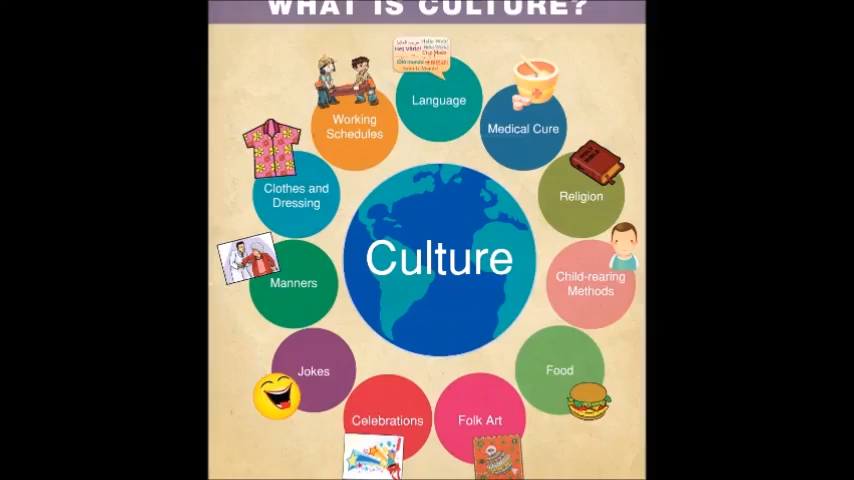 WHAT IS CULTURE?
Language
Working
Schedules
Medical Cure
Clothes and
Dressing
Religion
Culture
Manners
Child-rearing
Methods
Jokes
Food
Celebrations
Folk Art